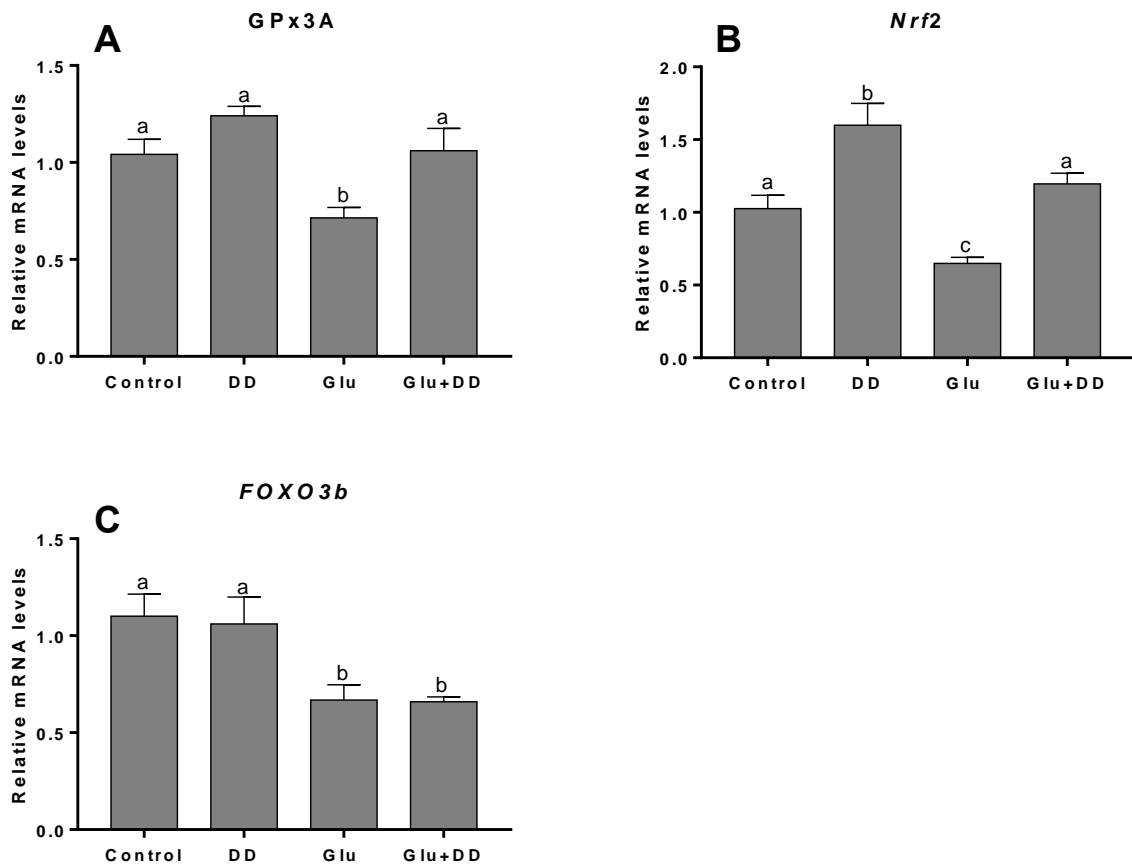 A
GPx3A
Relative mRNA levels
1.5
1.0
0.5
0.0
a
a
b
a
Control DD Glu Glu+DD
B
Nrf2
Relative mRNA levels
2.0
1.5
1.0
0.5
0.0
a
b
c
a
Control DD Glu Glu+DD
C
FOXO3b
Relative mRNA levels
1.5
1.0
0.5
0.0
a
a
b
b
Control DD Glu Glu+DD